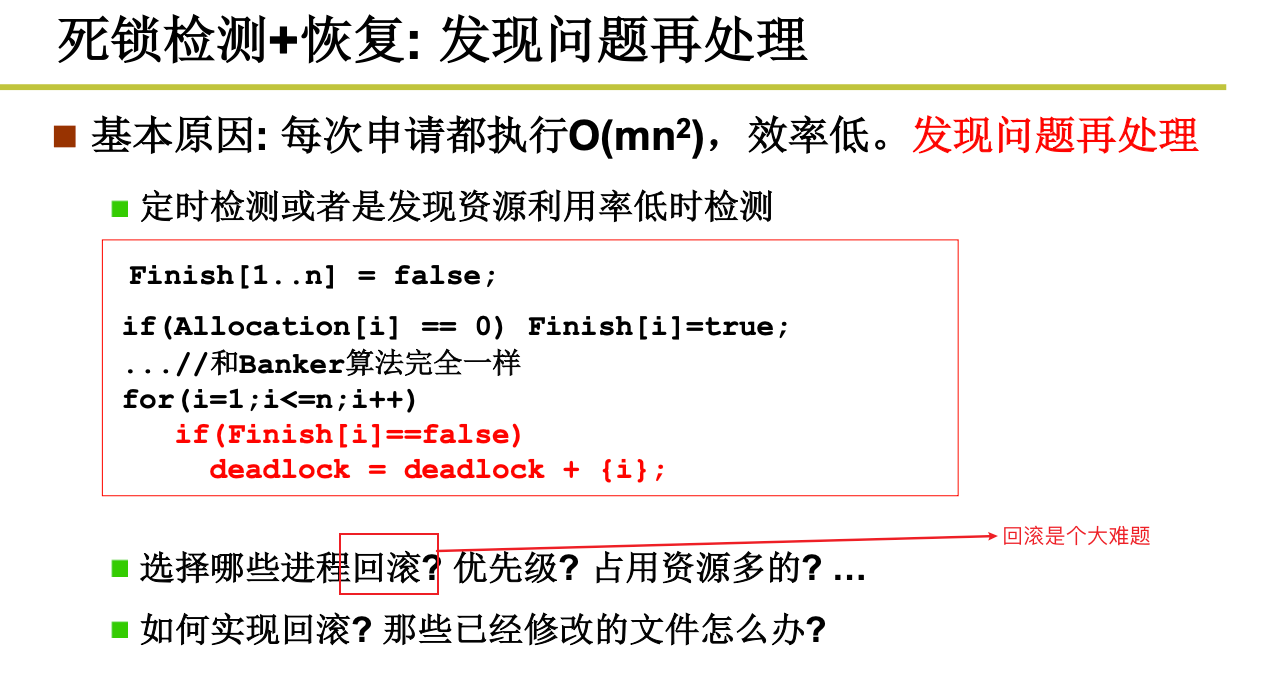 死锁检测+恢复: 发现问题再处理
基本原因: 每次申请都执行O(mn²)，效率低。发现问题再处理
定时检测或者是发现资源利用率低时检测
Finish[1..n] = false;
if(Allocation[i] == 0) Finish[i]=true;
...//和Banker算法完全一样
for(i=1;i<=n;i++)
if(Finish[i]==false)
deadlock = deadlock + {i};
回滚是个大难题
选择哪些进程回滚? 优先级? 占用资源多的? …
如何实现回滚? 那些已经修改的文件怎么办?